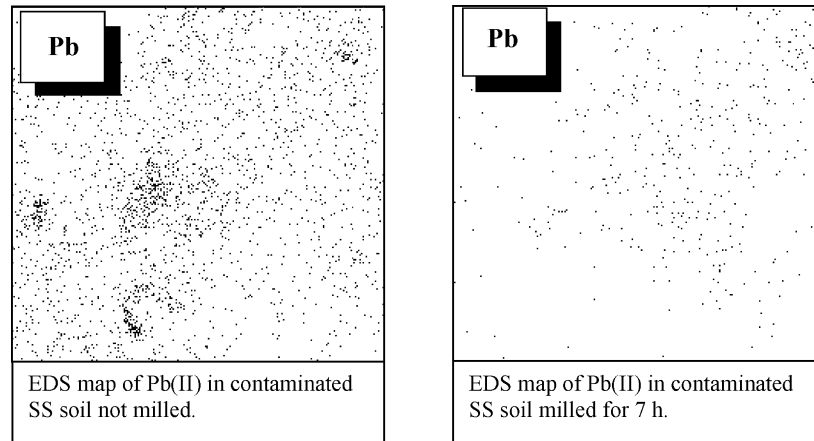 Pb
EDS map of Pb(II) in contaminated
SS soil not milled.
Pb
EDS map of Pb(II) in contaminated
SS soil milled for 7 h.